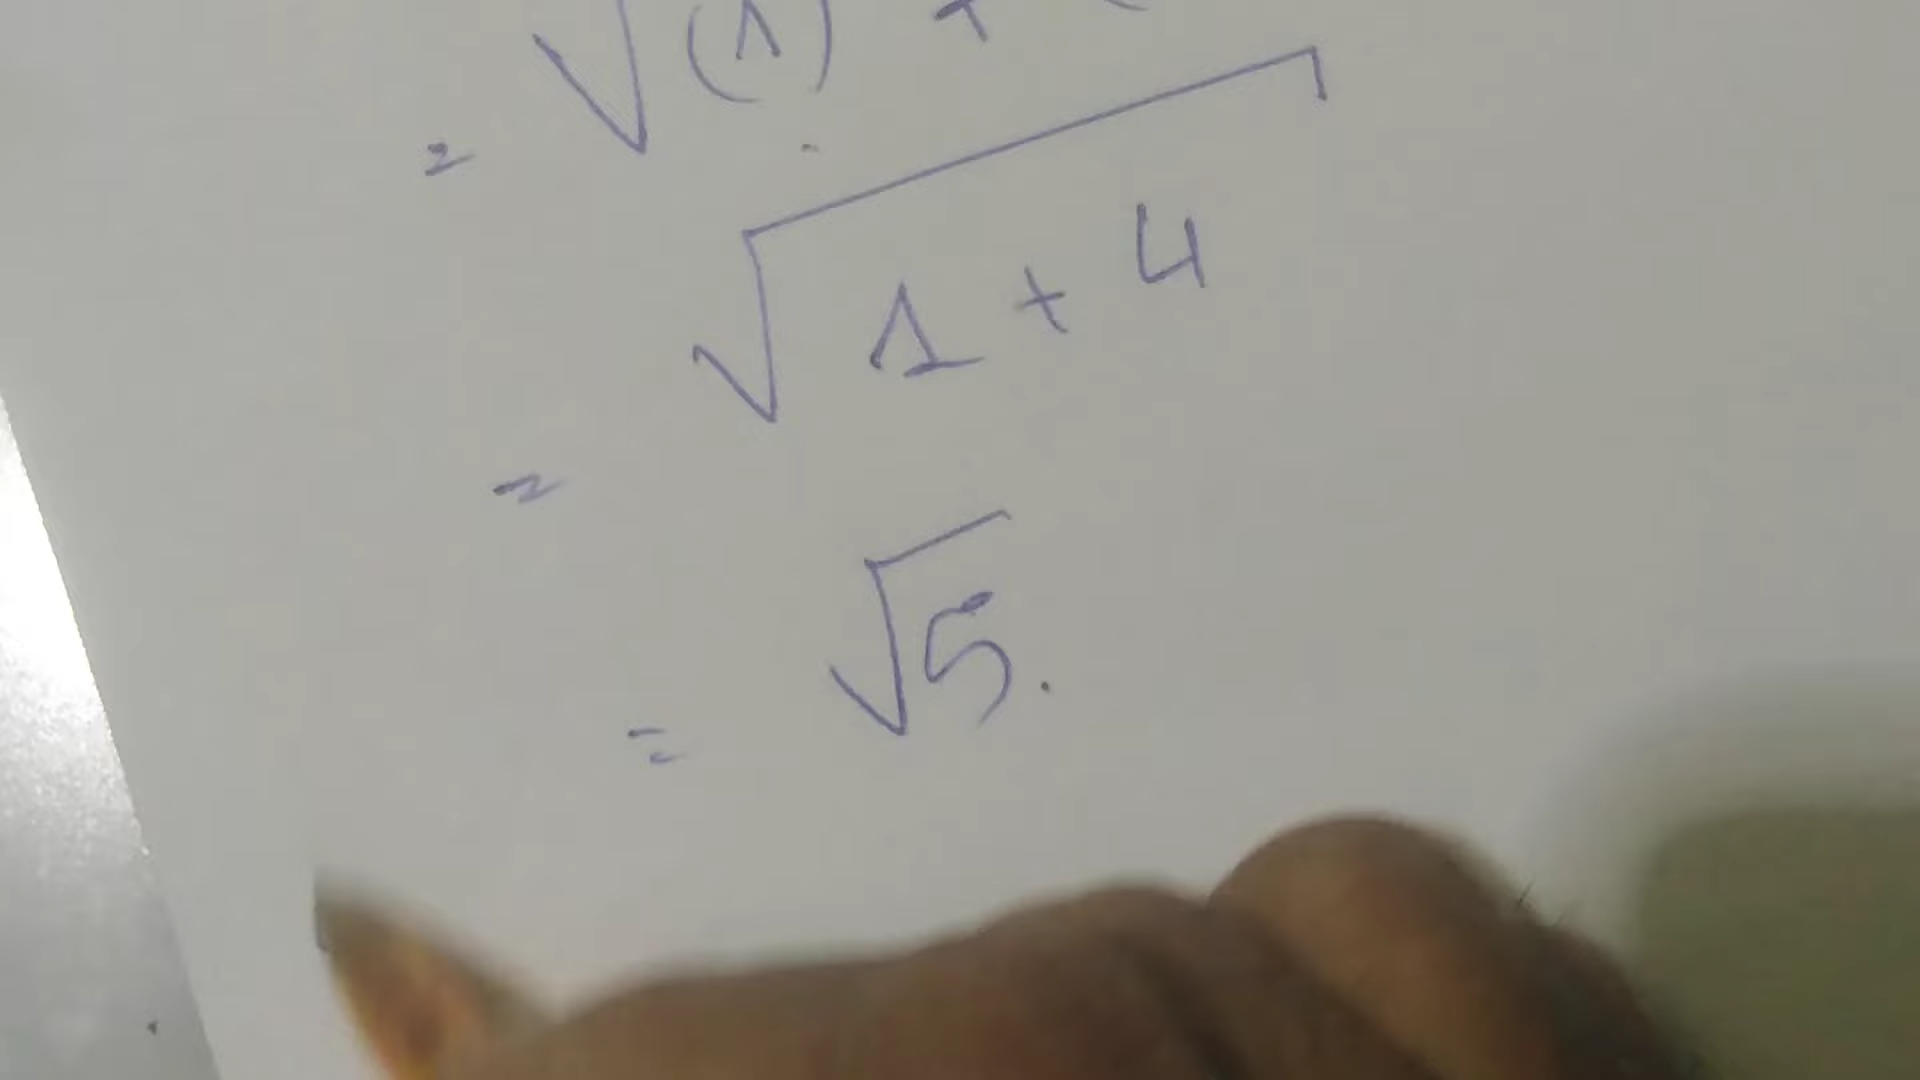 = √(1) +
= √1 + 4
= √5.